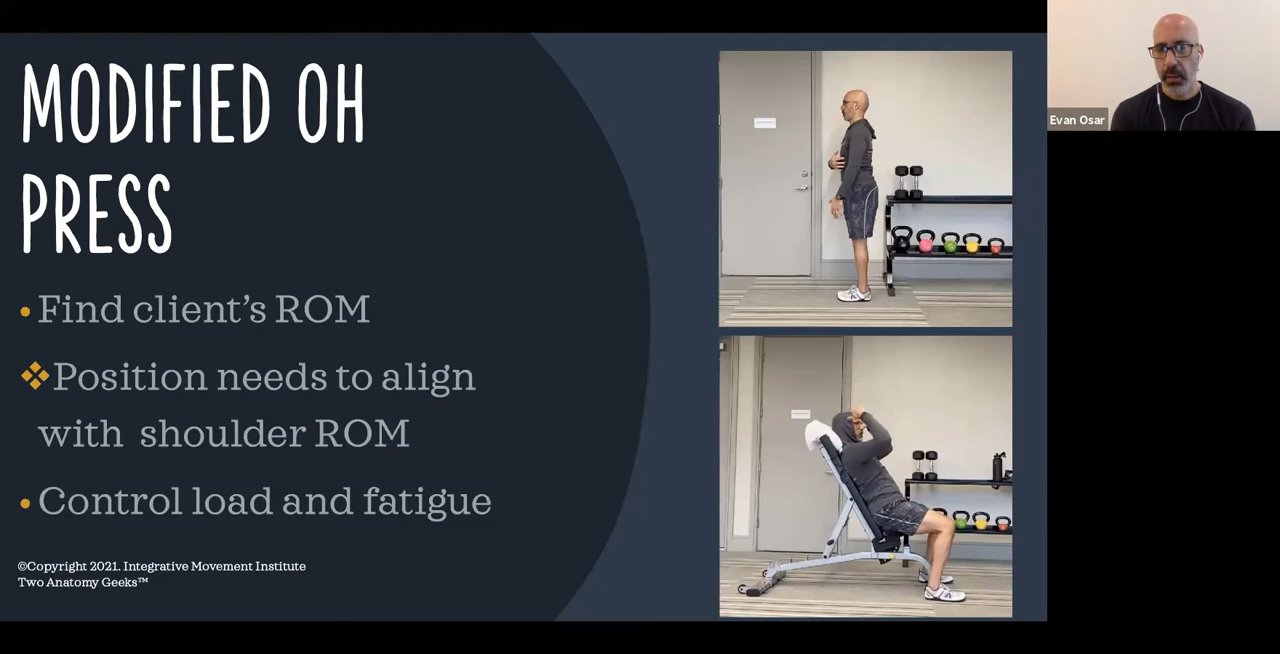 MODIFIED OH
PRESS
• Find client's ROM
❖Position needs to align
with shoulder ROM
• Control load and fatigue
©Copyright 2021. Integrative Movement Institute
Two Anatomy Geeks™
Evan Osar